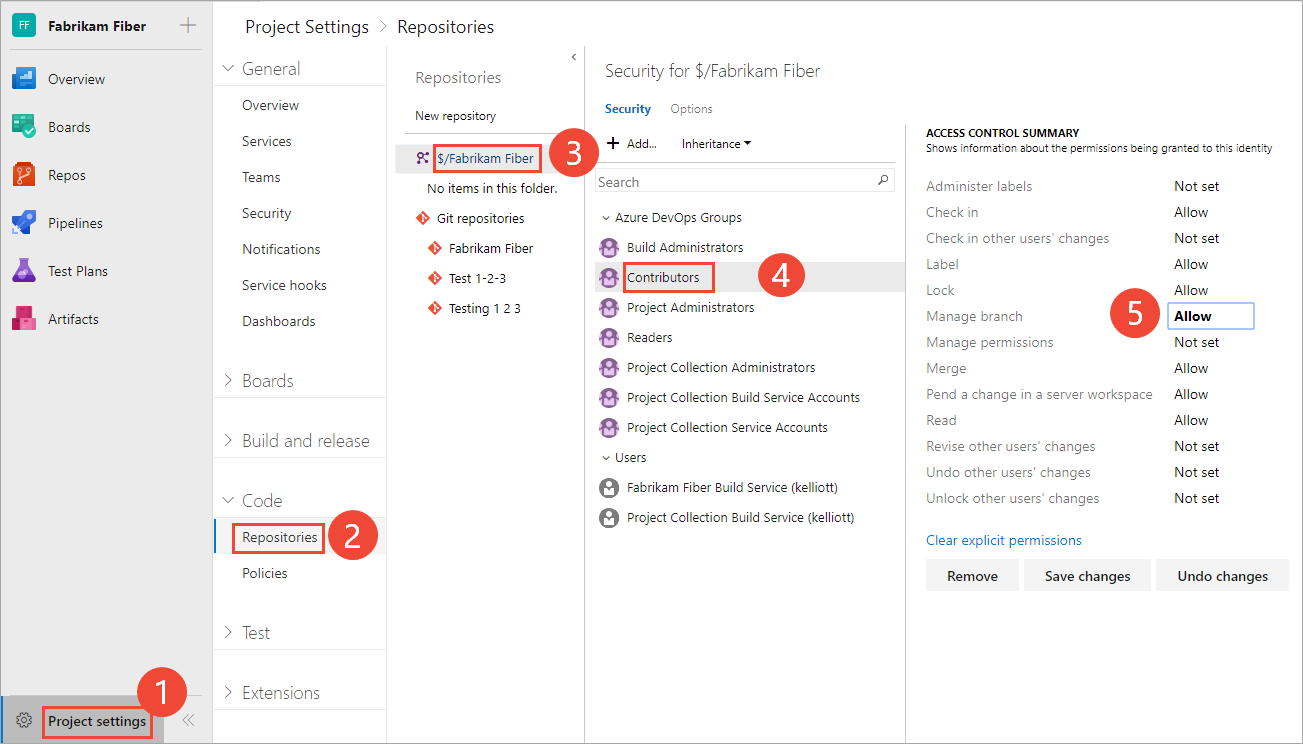 FF Fabrikam Fiber
Overview
Boards
Repos
Pipelines
Test Plans
Artifacts
1
Project settings
Project Settings > Repositories
General
Overview
Services
Teams
Security
Notifications
Service hooks
Dashboards
Boards
Build and release
Code
Repositories
2
Policies
Test
Extensions
Repositories
New repository
$/Fabrikam Fiber
3
No items in this folder.
Git repositories
Fabrikam Fiber
Test 1-2-3
Testing 1 2 3
Security for $/Fabrikam Fiber
Security Options
+ Add... Inheritance
Search
Azure DevOps Groups
Build Administrators
Contributors
4
Project Administrators
Readers
Project Collection Administrators
Project Collection Build Service Accounts
Project Collection Service Accounts
Users
Fabrikam Fiber Build Service (kelliott)
Project Collection Build Service (kelliott)
ACCESS CONTROL SUMMARY
Shows information about the permissions being granted to this identity
Administer labels Not set
Check in Allow
Check in other users' changes Not set
Label Allow
Lock Allow
Manage branch 5 Allow
Manage permissions Not set
Merge Allow
Pend a change in a server workspace Allow
Read Allow
Revise other users' changes Not set
Undo other users' changes Not set
Unlock other users' changes Not set
Clear explicit permissions
Remove Save changes Undo changes